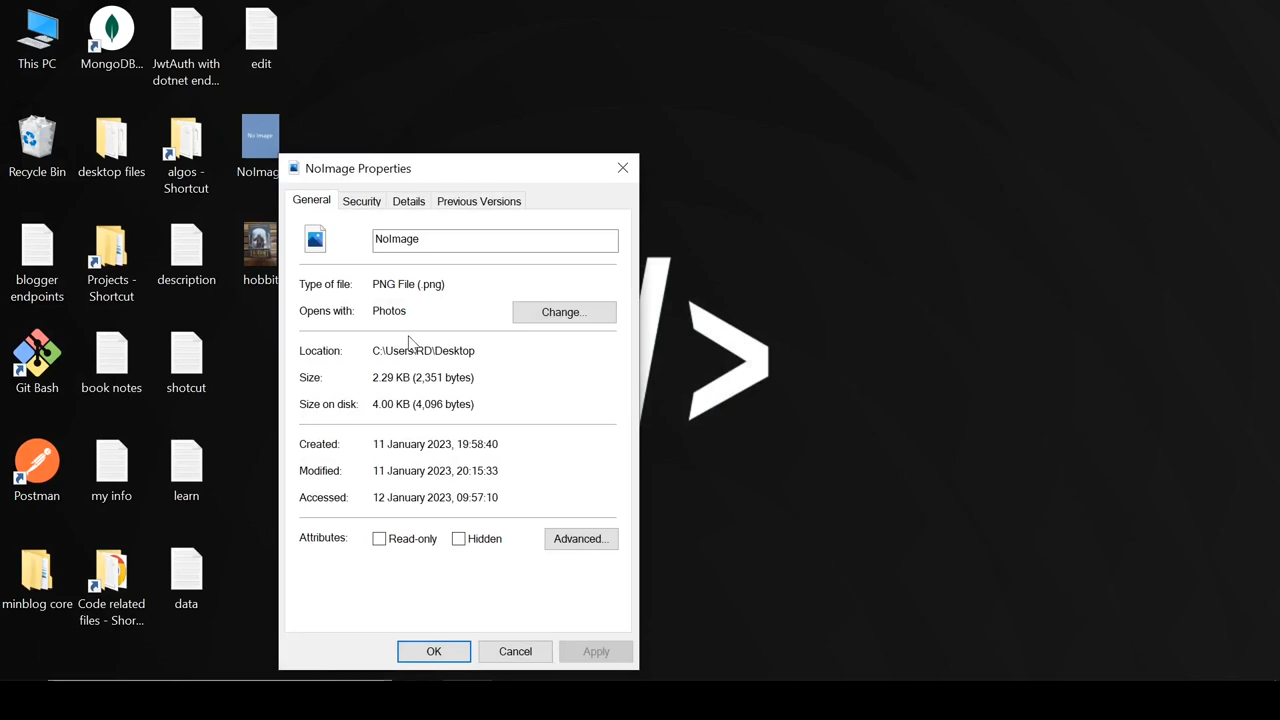 This PC
MongoDB...
JwtAuth with
dotnet end...
edit
Recycle Bin
desktop files
algos -
Shortcut
No Image
NoImag
blogger
endpoints
Projects -
Shortcut
description
hobbit
Git Bash
book notes
shotcut
Postman
my info
learn
minblog core
Code related
files - Shor...
data
NoImage Properties
General
Security
Details
Previous Versions
NoImage
Type of file:
PNG File (.png)
Opens with:
Photos
Change...
Location:
C:\Users\RD\Desktop
Size:
2.29 KB (2,351 bytes)
Size on disk:
4.00 KB (4,096 bytes)
Created:
11 January 2023, 19:58:40
Modified:
11 January 2023, 20:15:33
Accessed:
12 January 2023, 09:57:10
Attributes:
Read-only
Hidden
Advanced...
OK
Cancel
Apply
/>